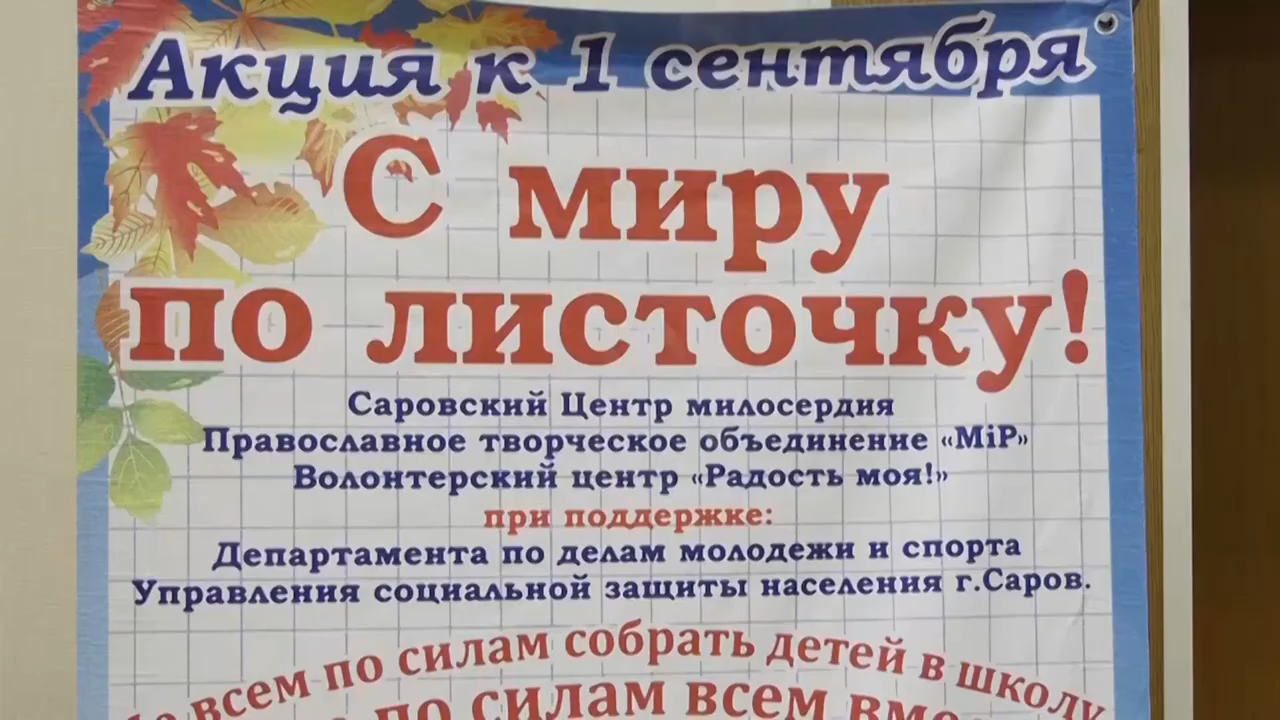 Акция к 1 сентября
С миру
по листочку!
Саровский Центр милосердия
Православное творческое объединение «МiР»
Волонтерский центр «Радость моя!»
при поддержке:
Департамента по делам молодежи и спорта
Управления социальной защиты населения г.Саров.
всем по силам собрать детей в школу
по силам всем